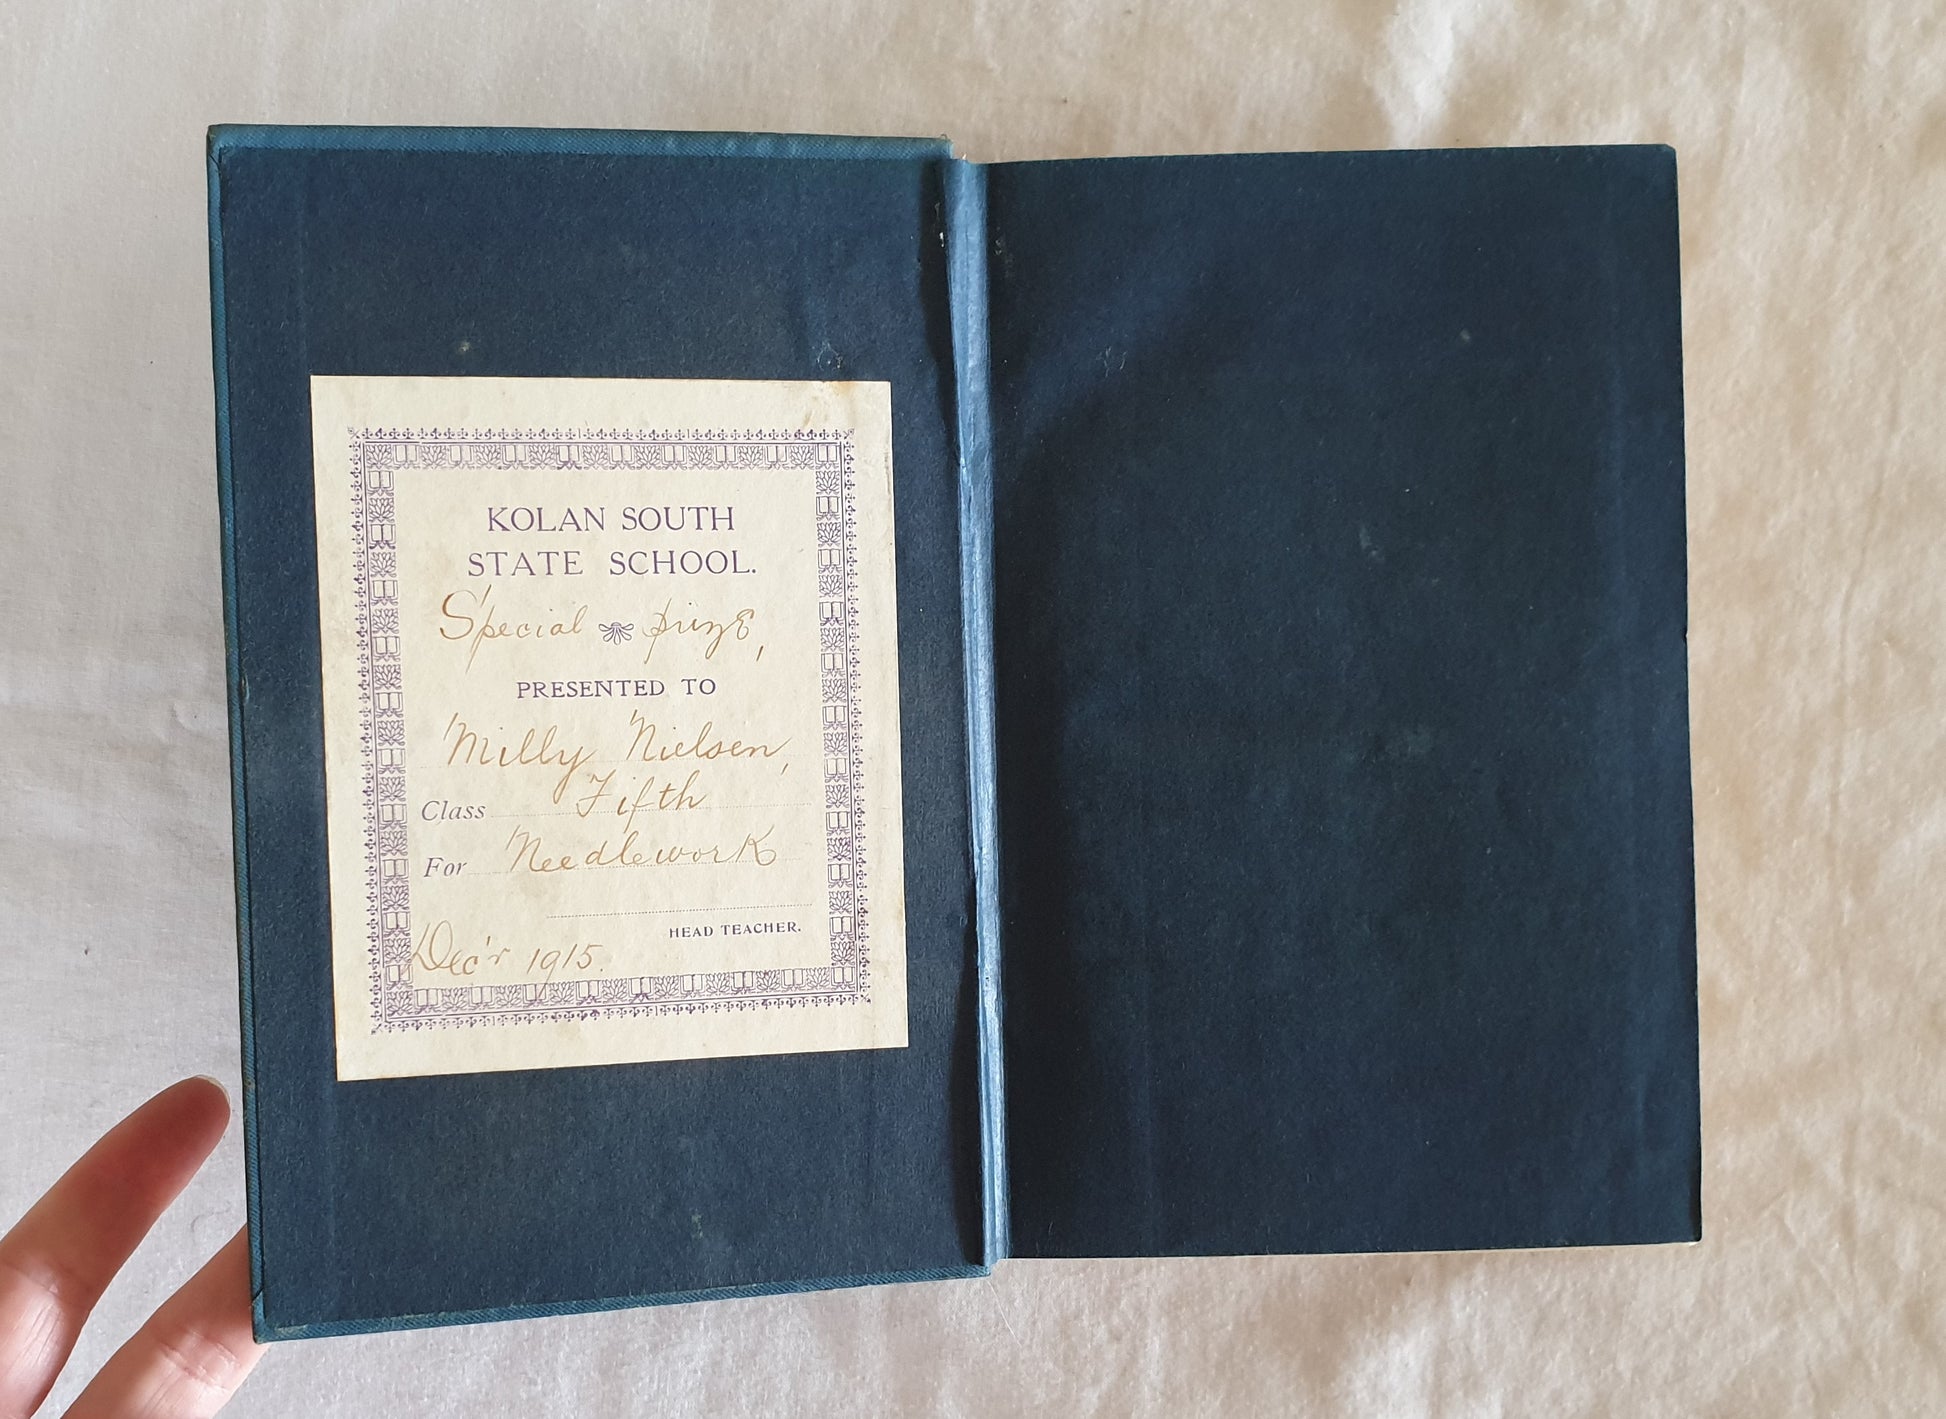 KOLAN SOUTH
STATE SCHOOL.
Special prize,
PRESENTED TO
Milly Nielsen,
Class Fifth
For Needlework
HEAD TEACHER.
Dec'r 1915.